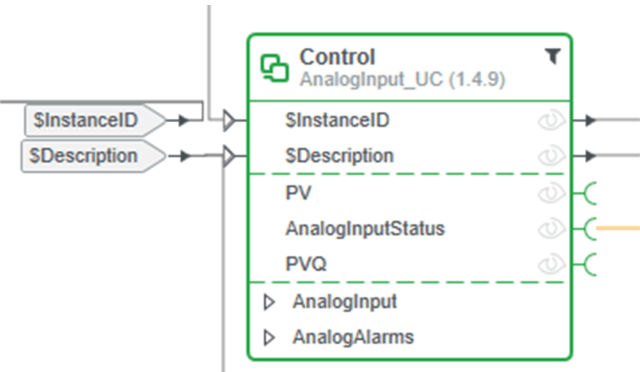 Control
AnalogInput_UC (1.4.9)
$InstanceID
$InstanceID
$Description
$Description
PV
AnalogInputStatus
PVQ
AnalogInput
AnalogAlarms